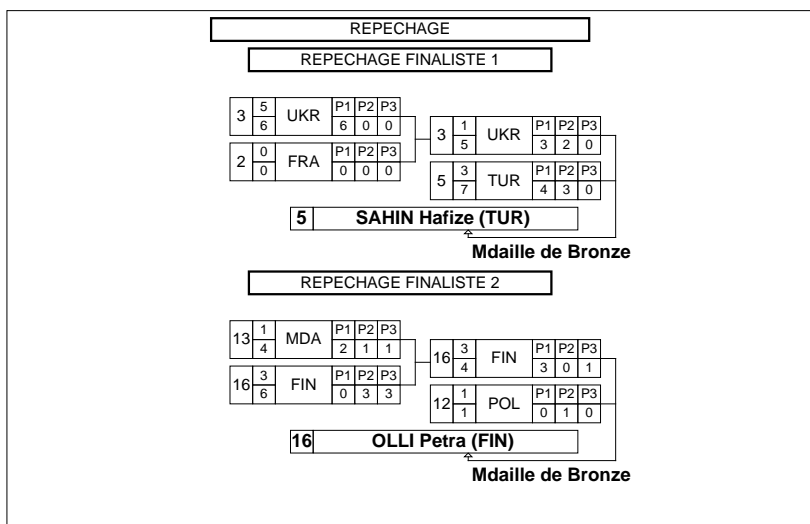 REPECHAGE
REPECHAGE FINALISTE 1
3 5 6 UKR P1 P2 P3 6 0 0
2 0 0 FRA P1 P2 P3 0 0 0
3 1 5 UKR P1 P2 P3 3 2 0
5 3 7 TUR P1 P2 P3 4 3 0
5 SAHIN Hafize (TUR)
Mdaille de Bronze
REPECHAGE FINALISTE 2
13 1 4 MDA P1 P2 P3 2 1 1
16 3 6 FIN P1 P2 P3 0 3 3
16 3 4 FIN P1 P2 P3 3 0 1
12 1 1 POL P1 P2 P3 0 1 0
16 OLLI Petra (FIN)
Mdaille de Bronze